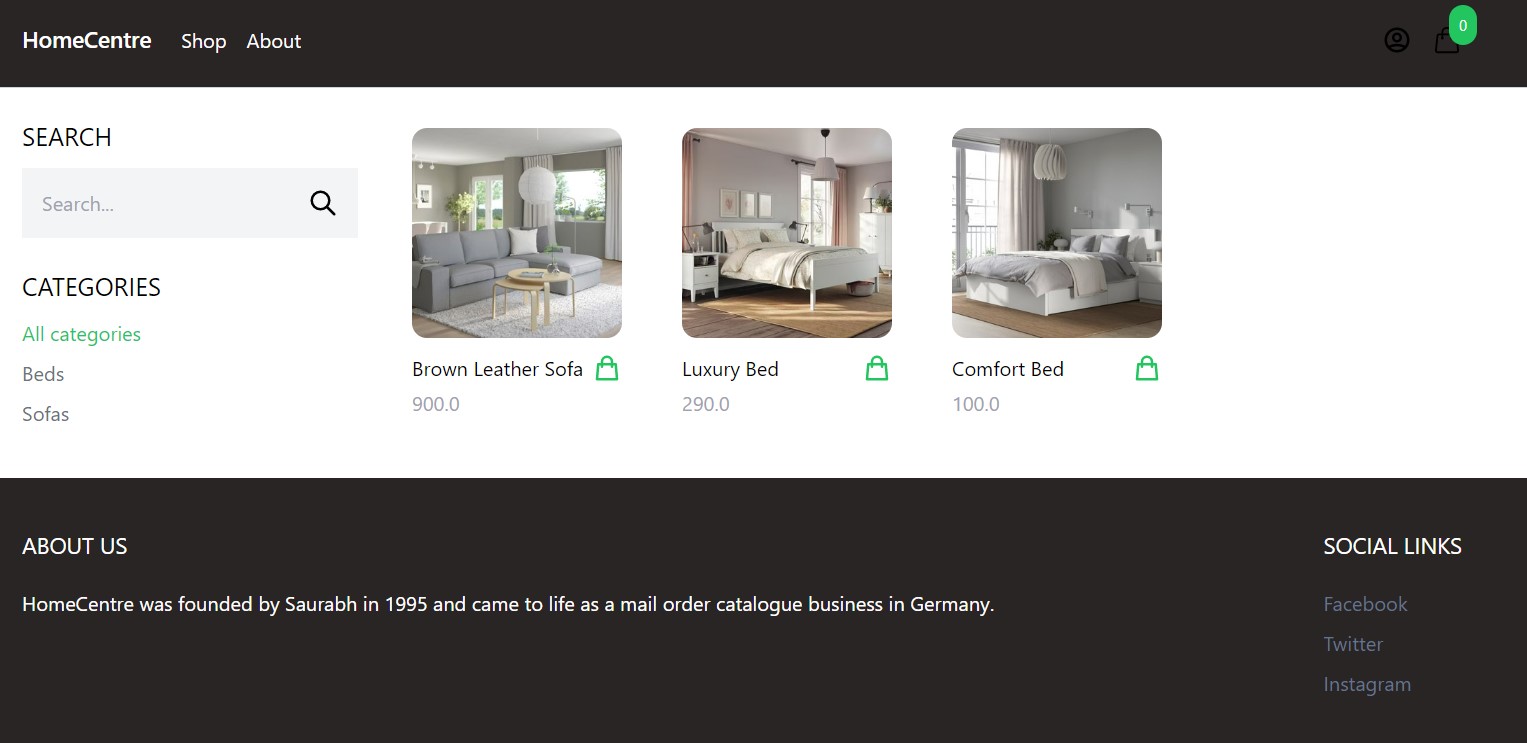 HomeCentre
Shop
About
0
SEARCH
Search...
CATEGORIES
All categories
Beds
Sofas
Brown Leather Sofa
900.0
Luxury Bed
290.0
Comfort Bed
100.0
ABOUT US
HomeCentre was founded by Saurabh in 1995 and came to life as a mail order catalogue business in Germany.
SOCIAL LINKS
Facebook
Twitter
Instagram